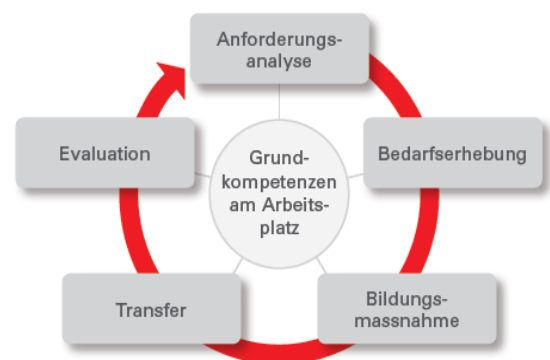 Anforderungs-
analyse
Evaluation
Grund-
kompetenzen
am Arbeits-
platz
Bedarfserhebung
Transfer
Bildungs-
massnahme